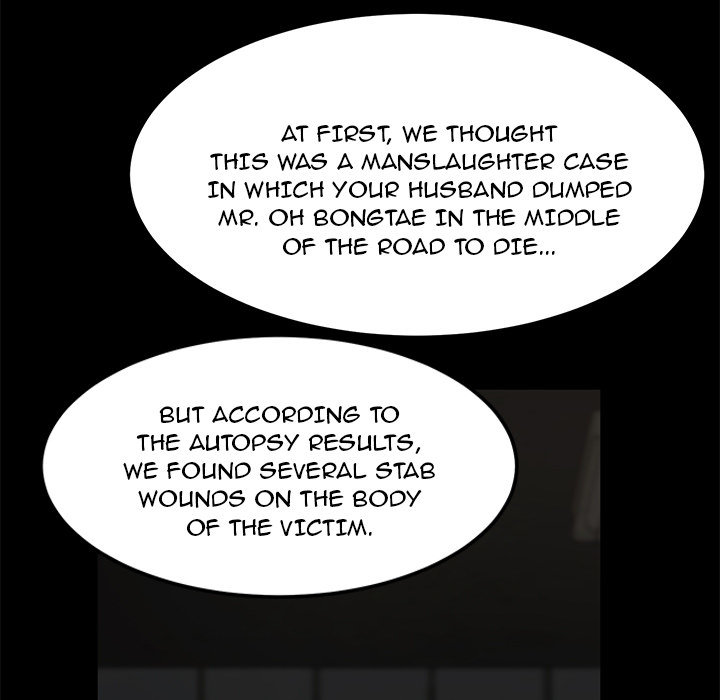 AT FIRST, WE THOUGHT
THIS WAS A MANSLAUGHTER CASE
IN WHICH YOUR HUSBAND DUMPED
MR. OH BONGTAE IN THE MIDDLE
OF THE ROAD TO DIE...
BUT ACCORDING TO
THE AUTOPSY RESULTS,
WE FOUND SEVERAL STAB
WOUNDS ON THE BODY
OF THE VICTIM.